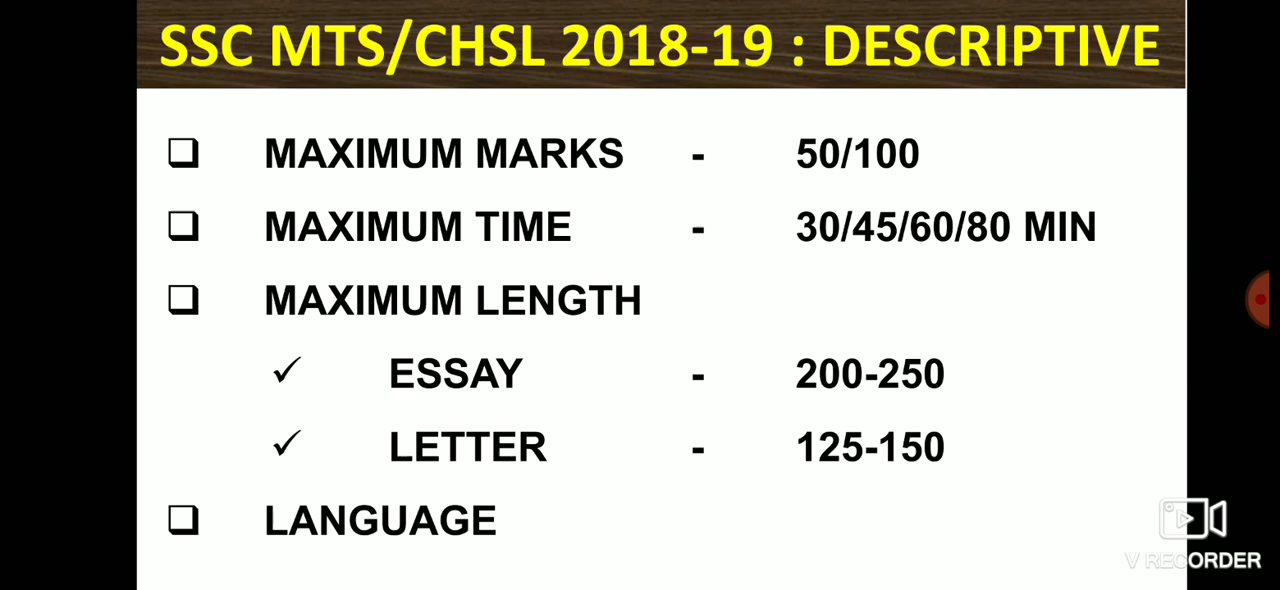 SSC MTS/CHSL 2018-19 : DESCRIPTIVE
MAXIMUM MARKS - 50/100
MAXIMUM TIME - 30/45/60/80 MIN
MAXIMUM LENGTH
ESSAY - 200-250
LETTER - 125-150
LANGUAGE
V RECORDER